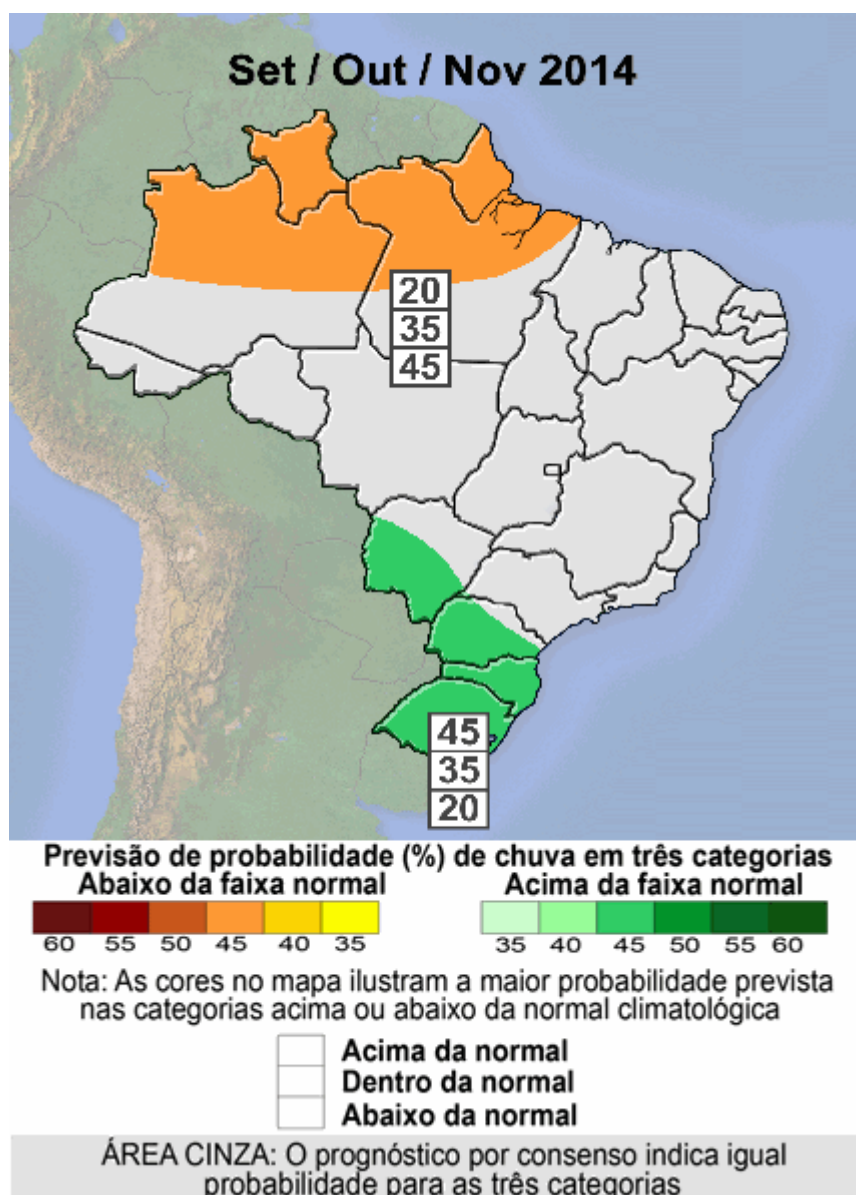 Set / Out / Nov 2014
20
35
45
45
35
20
Previsão de probabilidade (%) de chuva em três categorias
Abaixo da faixa normal
Acima da faixa normal
60 55 50 45 40 35
35 40 45 50 55 60
Nota: As cores no mapa ilustram a maior probabilidade prevista
nas categorias acima ou abaixo da normal climatológica
Acima da normal
Dentro da normal
Abaixo da normal
ÁREA CINZA: O prognóstico por consenso indica igual
probabilidade para as três categorias